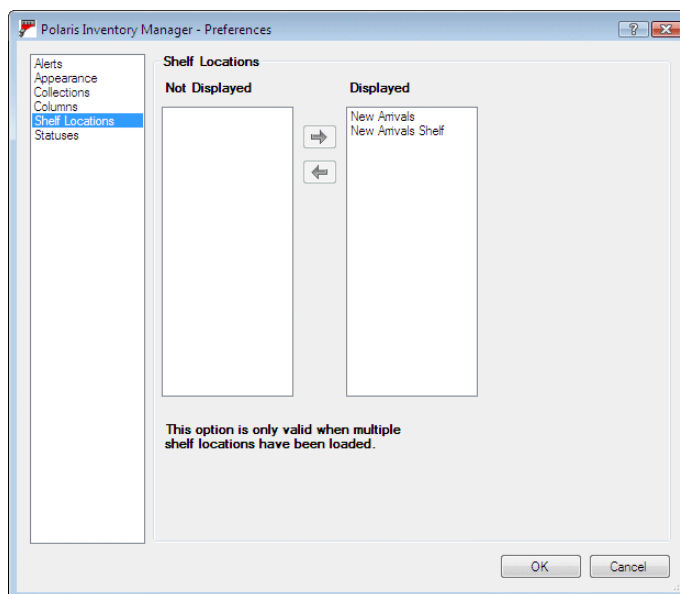 Polaris Inventory Manager - Preferences
Alerts
Appearance
Collections
Columns
Shelf Locations
Statuses
Shelf Locations
Not Displayed
Displayed
New Arrivals
New Arrivals Shelf
This option is only valid when multiple
shelf locations have been loaded.
OK
Cancel